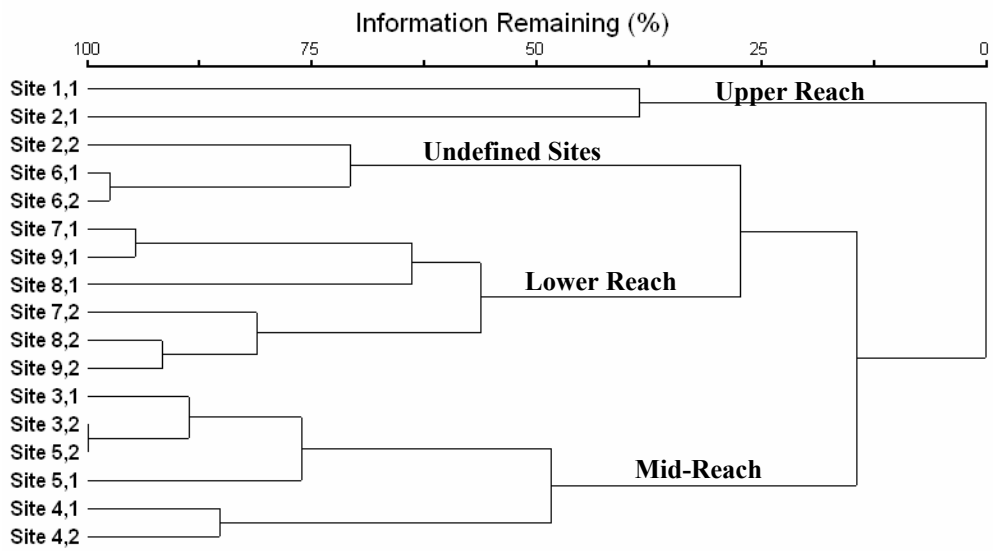 Information Remaining (%)
100 75 50 25 0
Site 1,1
Upper Reach
Site 2,1
Site 2,2
Undefined Sites
Site 6,1
Site 6,2
Site 7,1
Site 9,1
Site 8,1
Lower Reach
Site 7,2
Site 8,2
Site 9,2
Site 3,1
Site 3,2
Site 5,2
Mid-Reach
Site 5,1
Site 4,1
Site 4,2